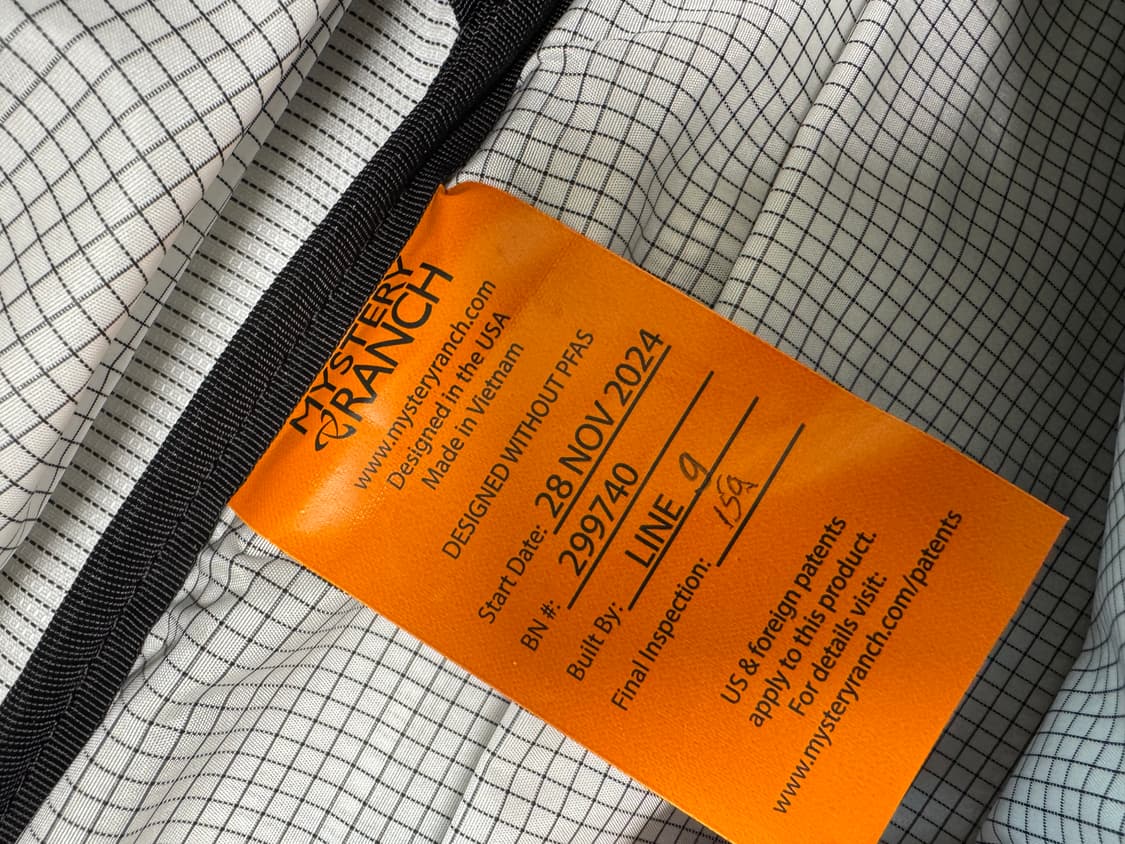 MYSTERY
RANCH
www.mysteryranch.com
Designed in the USA
Made in Vietnam
DESIGNED WITHOUT PFAS
Start Date: 28 NOV 2024
BN #: 299740
Built By: LINE 9
Final Inspection:
US & foreign patents
apply to this product.
For details visit:
www.mysteryranch.com/patents